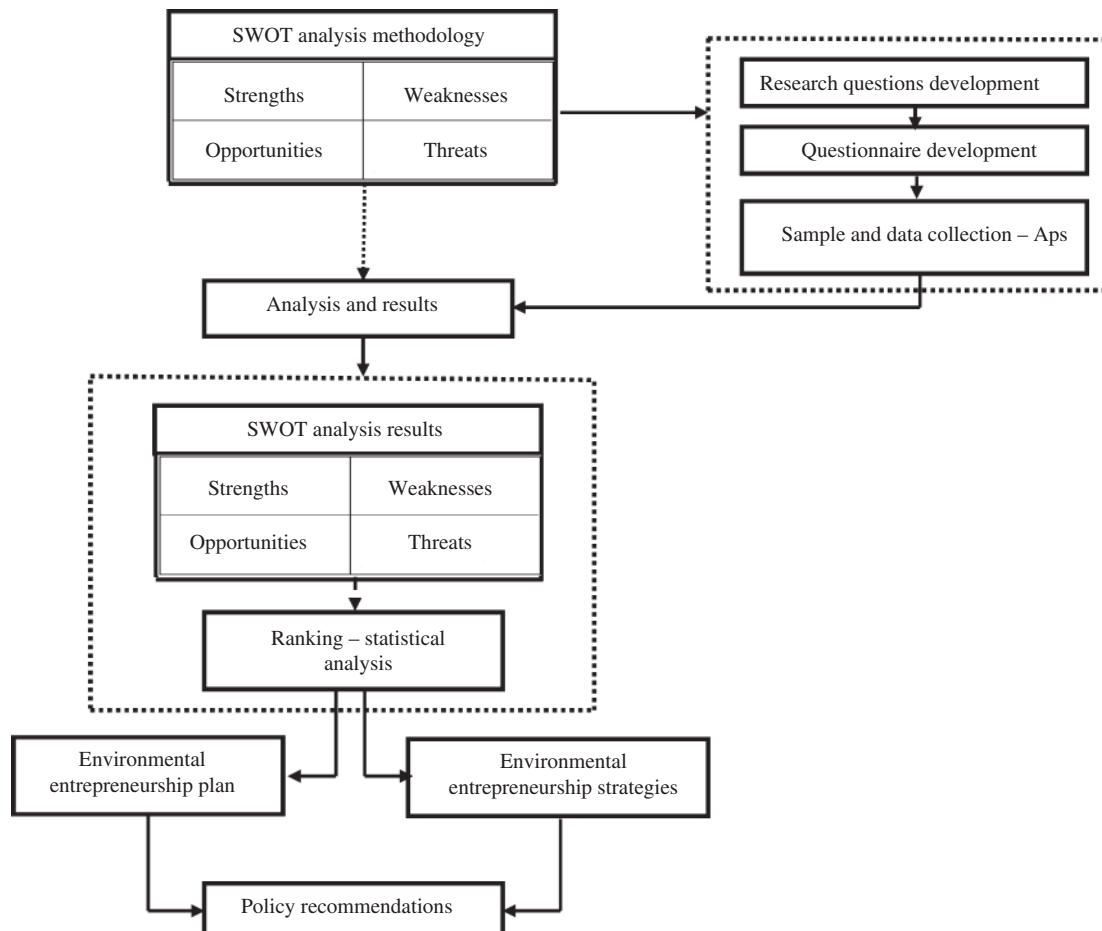 SWOT analysis methodology
Strengths
Weaknesses
Opportunities
Threats
Research questions development
Questionnaire development
Sample and data collection – Aps
Analysis and results
SWOT analysis results
Strengths
Weaknesses
Opportunities
Threats
Ranking – statistical
analysis
Environmental
entrepreneurship plan
Environmental
entrepreneurship strategies
Policy recommendations